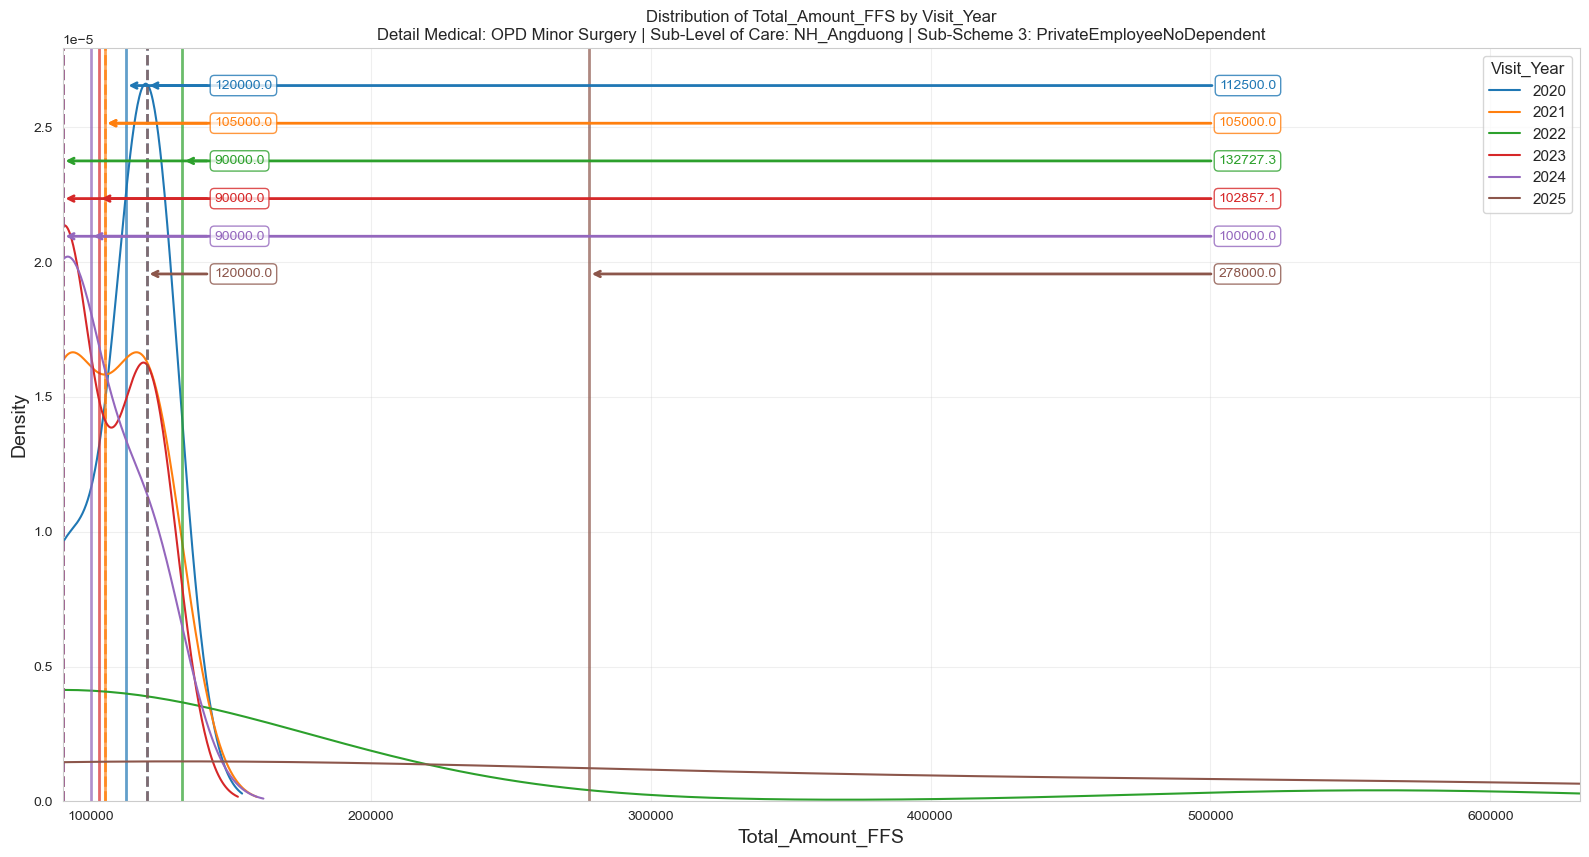 Distribution of Total_Amount_FFS by Visit_Year
Detail Medical: OPD Minor Surgery | Sub-Level of Care: NH_Angduong | Sub-Scheme 3: PrivateEmployeeNoDependent
1e−5
Visit_Year
2020
2021
2022
2023
2024
2025
120000.0 112500.0
105000.0 105000.0
90000.0 132727.3
90000.0 102857.1
90000.0 100000.0
120000.0 278000.0
2.5
2.0
1.5
1.0
0.5
0.0
Density
100000 200000 300000 400000 500000 600000
Total_Amount_FFS